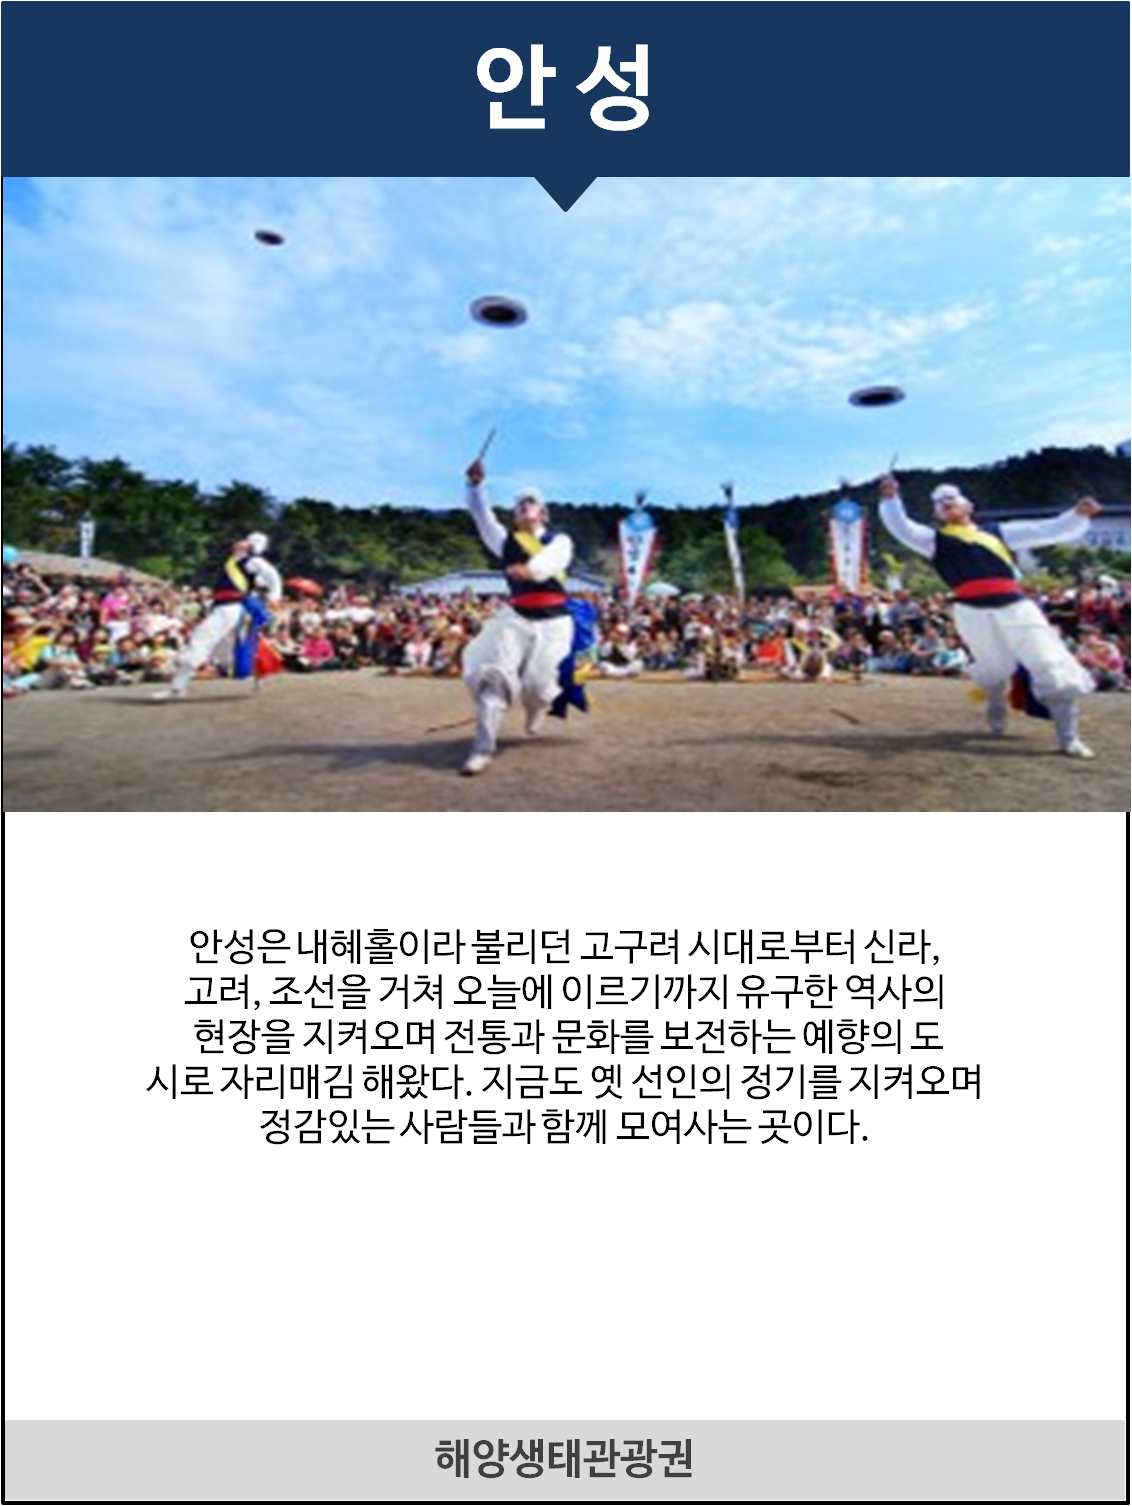 안성
안성은 내혜홀이라 불리던 고구려 시대로부터 신라,
고려, 조선을 거쳐 오늘에 이르기까지 유구한 역사의
현장을 지켜오며 전통과 문화를 보전하는 예향의 도
시로 자리매김 해왔다. 지금도 옛 선인의 정기를 지켜오며
정감있는 사람들과 함께 모여사는 곳이다.
해양생태관광권